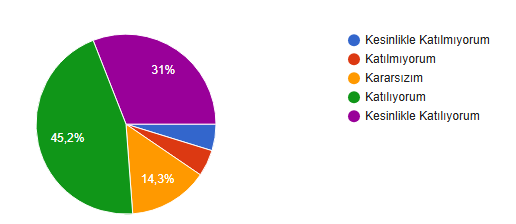 31%
45,2%
14,3%
Kesinlikle Katılmıyorum
Katılmıyorum
Kararsızım
Katılıyorum
Kesinlikle Katılıyorum